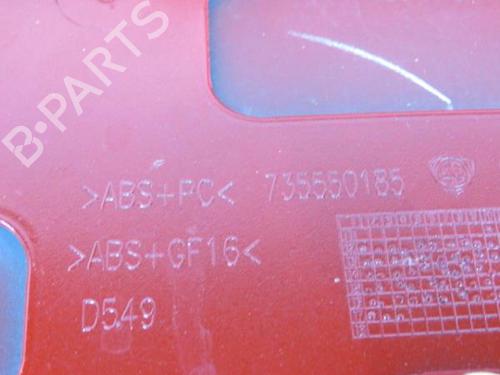 B-PARTS
>ABS+PC< 735550185
>ABS+GF16<
D549